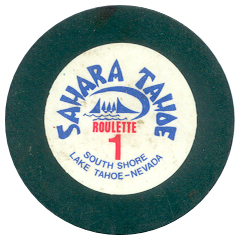 SAHARA TAHOE
ROULETTE
1
SOUTH SHORE
LAKE TAHOE-NEVADA